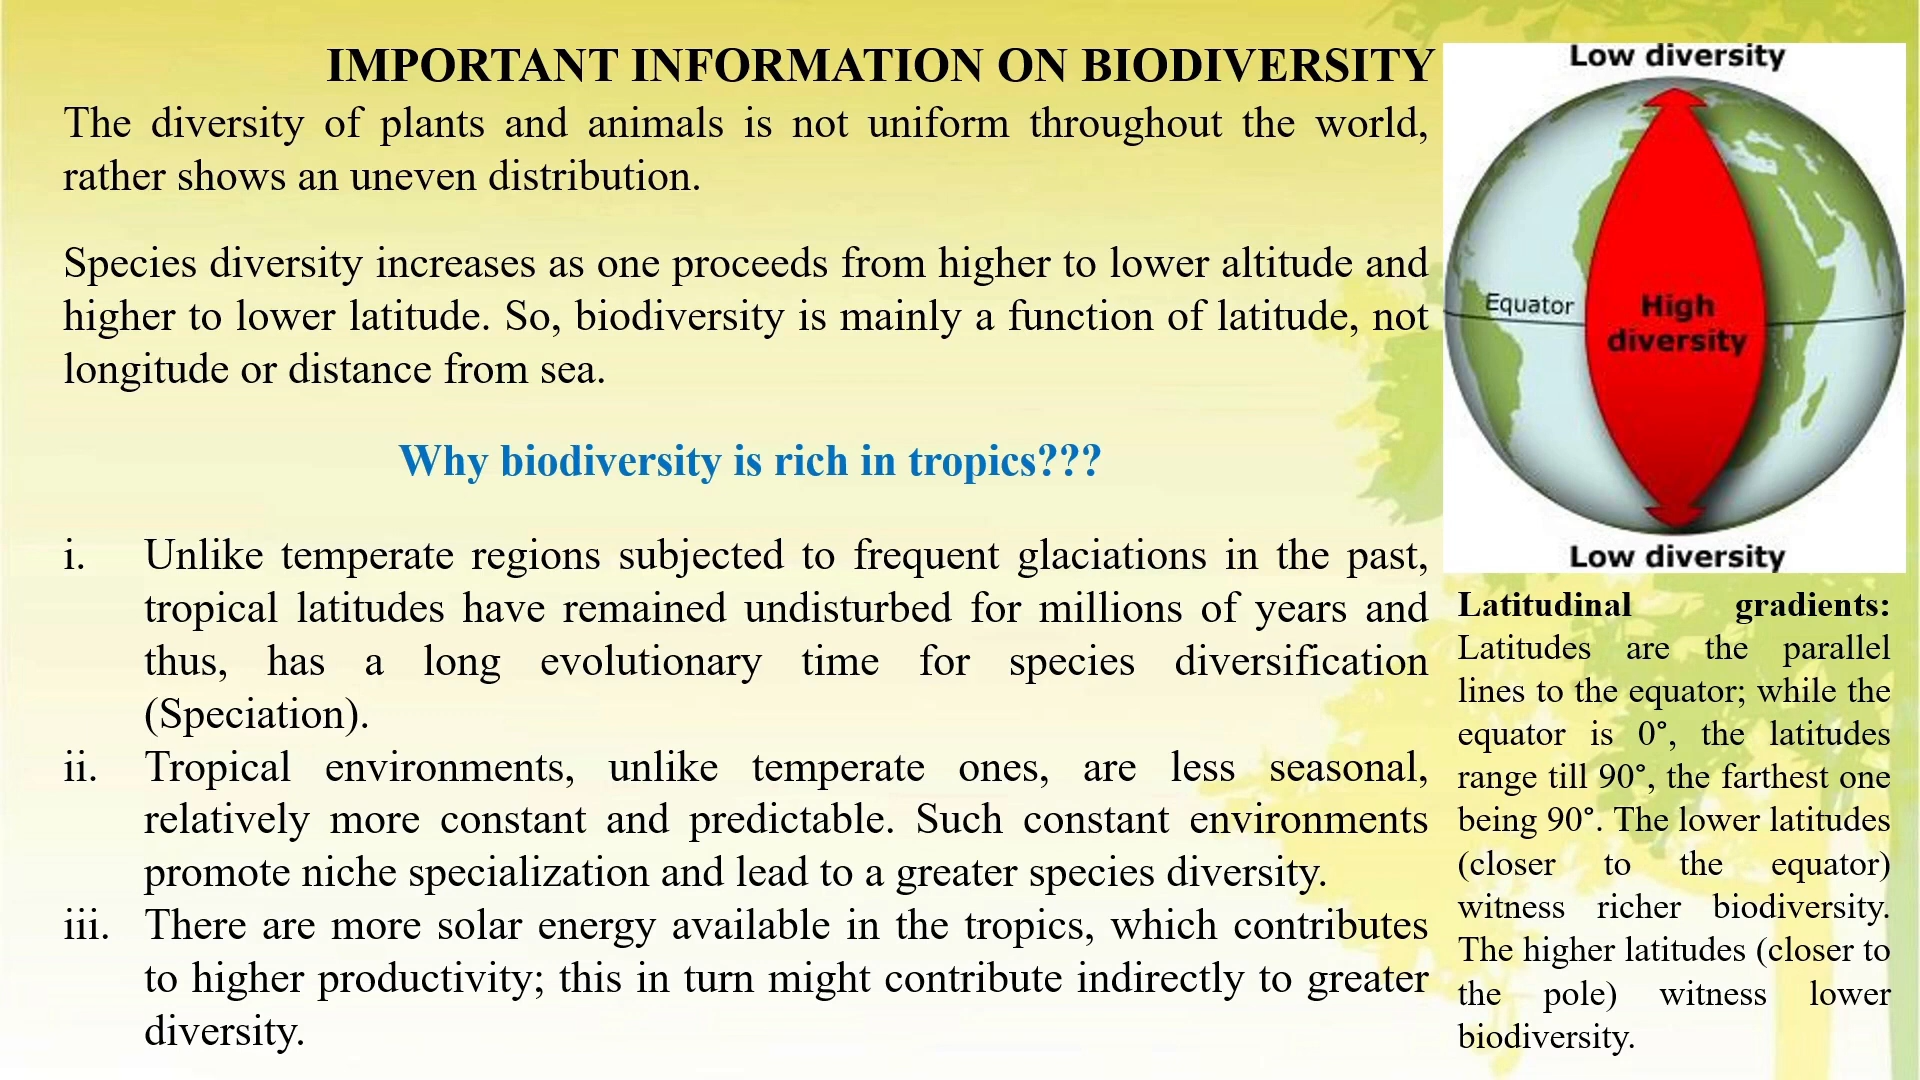 IMPORTANT INFORMATION ON BIODIVERSITY
The diversity of plants and animals is not uniform throughout the world,
rather shows an uneven distribution.
Species diversity increases as one proceeds from higher to lower altitude and
higher to lower latitude. So, biodiversity is mainly a function of latitude, not
longitude or distance from sea.
Why biodiversity is rich in tropics???
i. Unlike temperate regions subjected to frequent glaciations in the past,
tropical latitudes have remained undisturbed for millions of years and
thus, has a long evolutionary time for species diversification
(Speciation).
ii. Tropical environments, unlike temperate ones, are less seasonal,
relatively more constant and predictable. Such constant environments
promote niche specialization and lead to a greater species diversity.
iii. There are more solar energy available in the tropics, which contributes
to higher productivity; this in turn might contribute indirectly to greater
diversity.
Low diversity
Equator
High
diversity
Low diversity
Latitudinal gradients:
Latitudes are the parallel
lines to the equator; while the
equator is 0°, the latitudes
range till 90°, the farthest one
being 90°. The lower latitudes
(closer to the equator)
witness richer biodiversity.
The higher latitudes (closer to
the pole) witness lower
biodiversity.